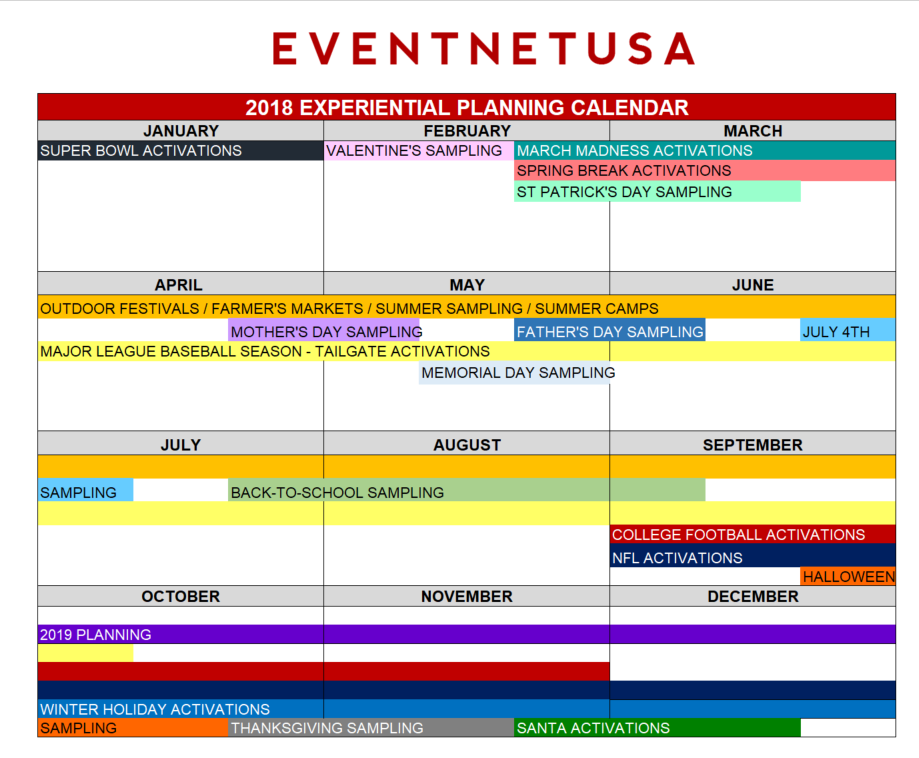 EVENTNETUSA
2018 EXPERIENTIAL PLANNING CALENDAR
JANUARY FEBRUARY MARCH
SUPER BOWL ACTIVATIONS VALENTINE'S SAMPLING MARCH MADNESS ACTIVATIONS
SPRING BREAK ACTIVATIONS
ST PATRICK'S DAY SAMPLING
APRIL MAY JUNE
OUTDOOR FESTIVALS / FARMER'S MARKETS / SUMMER SAMPLING / SUMMER CAMPS
MOTHER'S DAY SAMPLING FATHER'S DAY SAMPLING JULY 4TH
MAJOR LEAGUE BASEBALL SEASON - TAILGATE ACTIVATIONS
MEMORIAL DAY SAMPLING
JULY AUGUST SEPTEMBER
SAMPLING BACK-TO-SCHOOL SAMPLING
COLLEGE FOOTBALL ACTIVATIONS
NFL ACTIVATIONS
HALLOWEEN
OCTOBER NOVEMBER DECEMBER
2019 PLANNING
WINTER HOLIDAY ACTIVATIONS
SAMPLING THANKSGIVING SAMPLING SANTA ACTIVATIONS